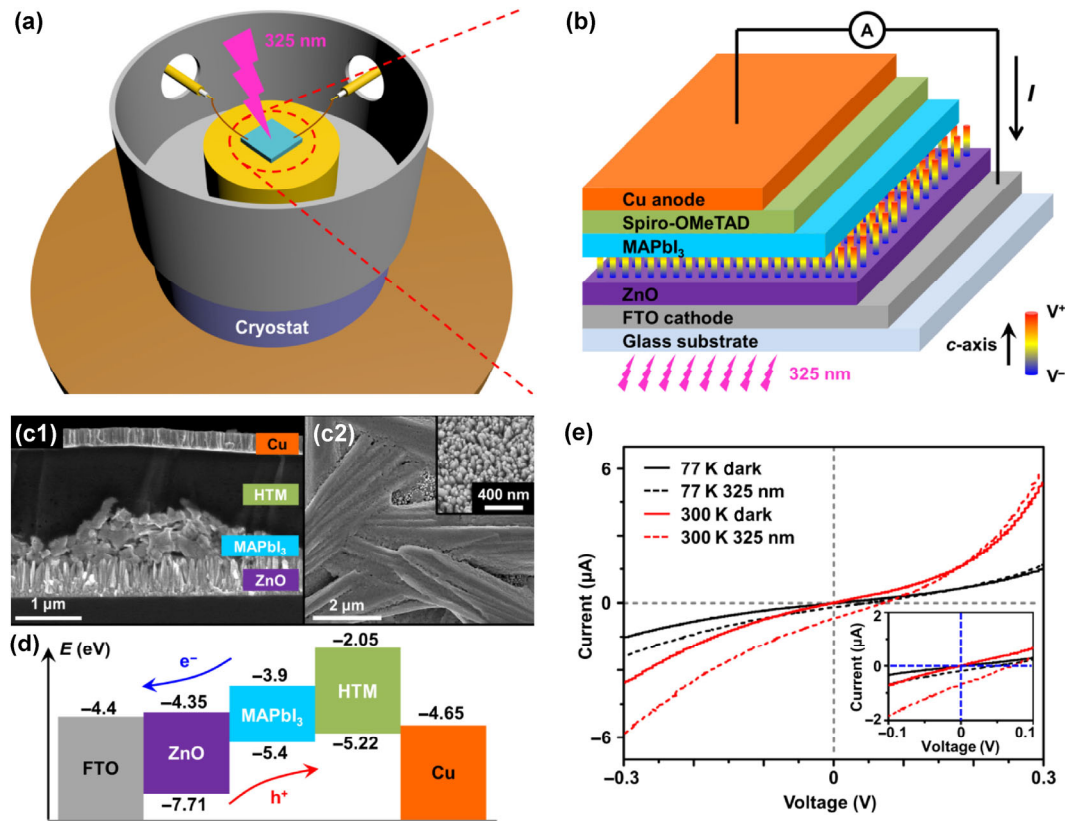 (a)
325 nm
Cryostat
(b)
A
I
Cu anode
Spiro-OMeTAD
MAPbI₃
ZnO
FTO cathode
Glass substrate
325 nm
c-axis
V⁺
V⁻
(c1)
Cu
HTM
MAPbI₃
ZnO
1 μm
(c2)
400 nm
2 μm
(d)
E (eV)
e⁻
−4.4
−4.35
−3.9
−2.05
−4.65
FTO
ZnO
MAPbI₃
HTM
Cu
−7.71
−5.4
−5.22
h⁺
(e)
77 K dark
77 K 325 nm
300 K dark
300 K 325 nm
Current (μA)
6
3
0
−3
−6
−0.3
0
0.3
Voltage (V)
Current (μA)
2
0
−2
−0.1
0
0.1
Voltage (V)